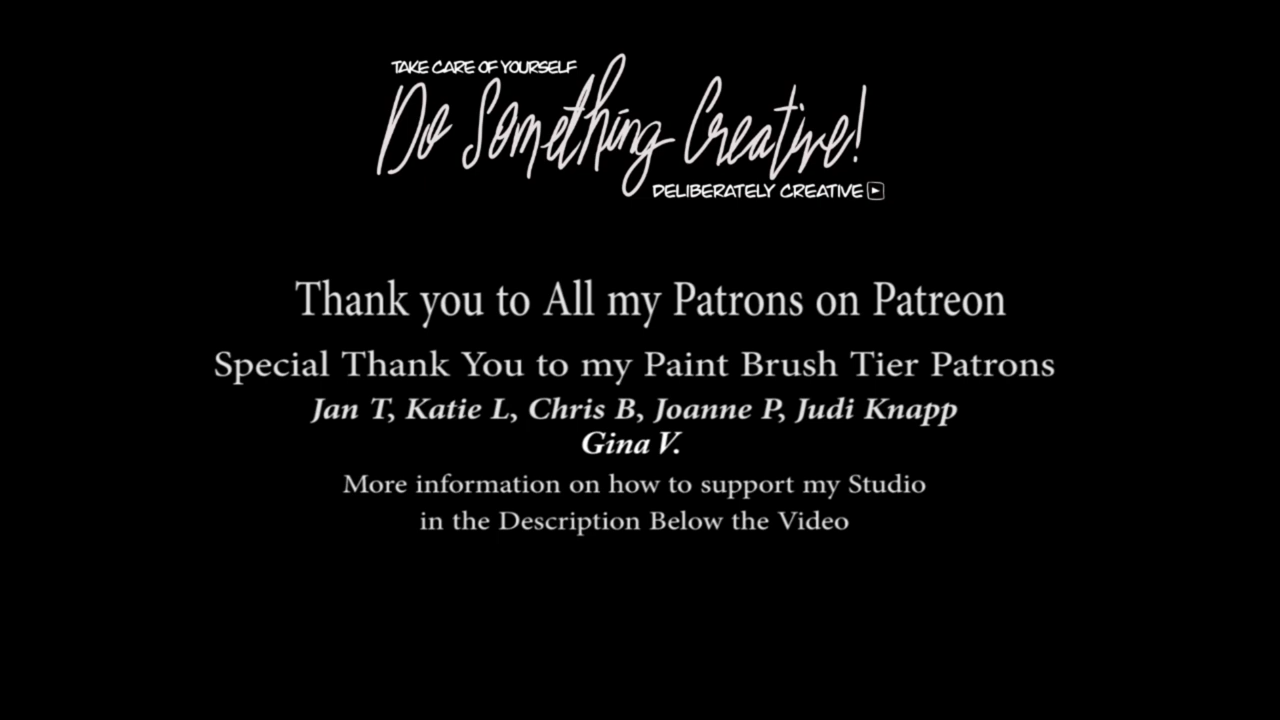 TAKE CARE OF YOURSELF
Do Something Creative!
DELIBERATELY CREATIVE
Thank you to All my Patrons on Patreon
Special Thank You to my Paint Brush Tier Patrons
Jan T, Katie L, Chris B, Joanne P, Judi Knapp
Gina V.
More information on how to support my Studio
in the Description Below the Video